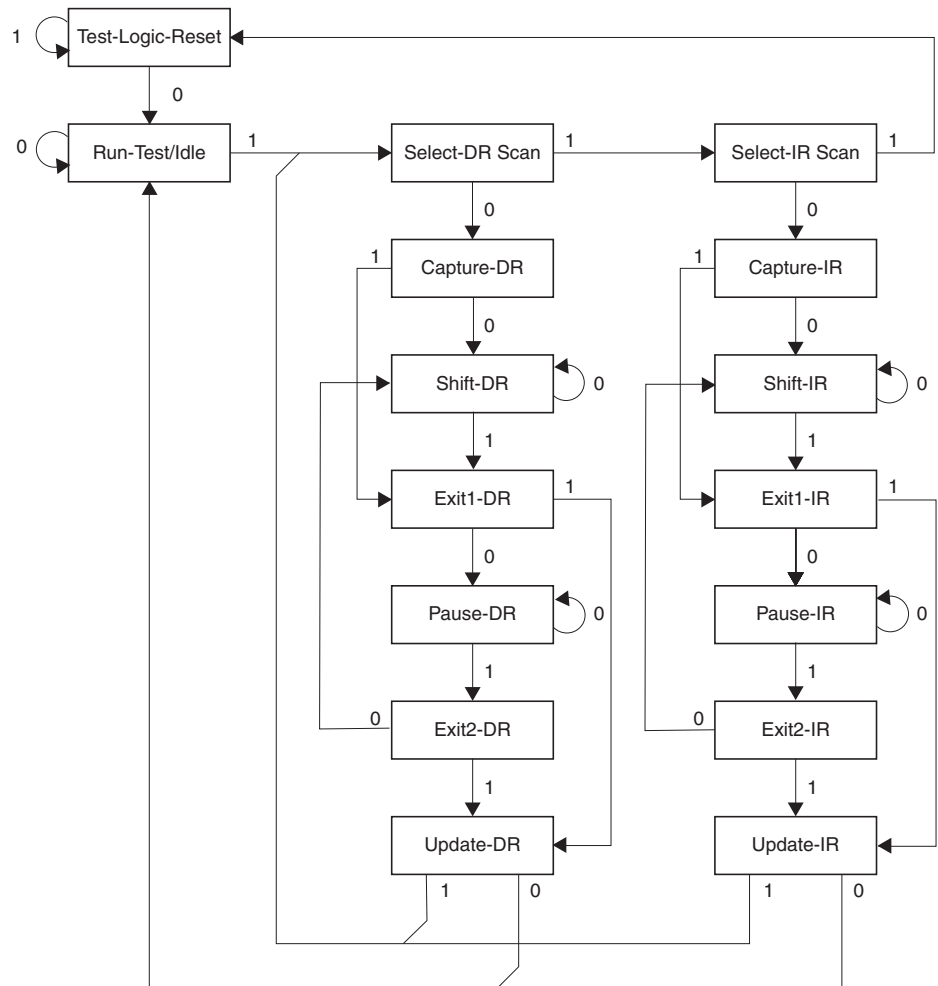 1 Test-Logic-Reset
0
0 Run-Test/Idle 1 Select-DR Scan 1 Select-IR Scan 1
0 0
1 Capture-DR 1 Capture-IR
0 0
Shift-DR 0 Shift-IR 0
1 1
Exit1-DR 1 Exit1-IR 1
0 0
Pause-DR 0 Pause-IR 0
1 1
0 Exit2-DR 0 Exit2-IR
1 1
Update-DR Update-IR
1 0 1 0